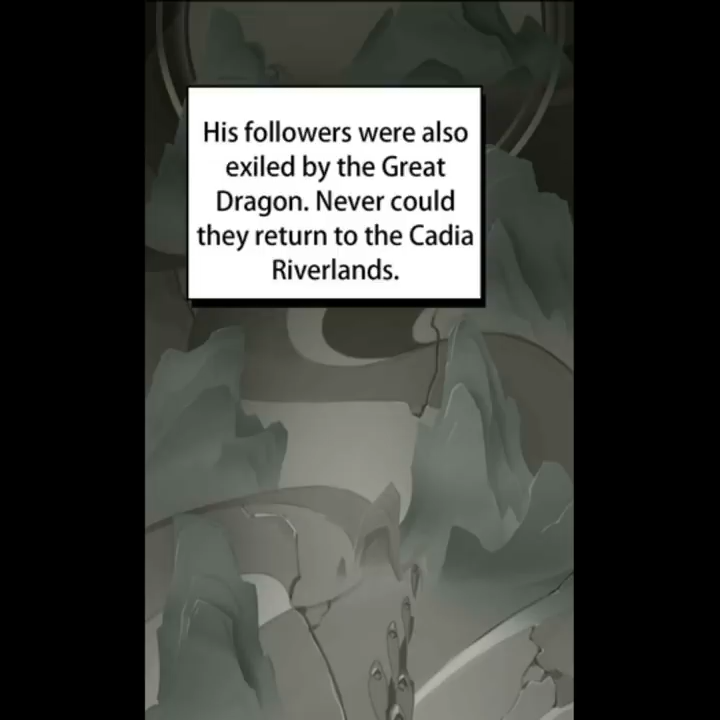 His followers were also
exiled by the Great
Dragon. Never could
they return to the Cadia
Riverlands.